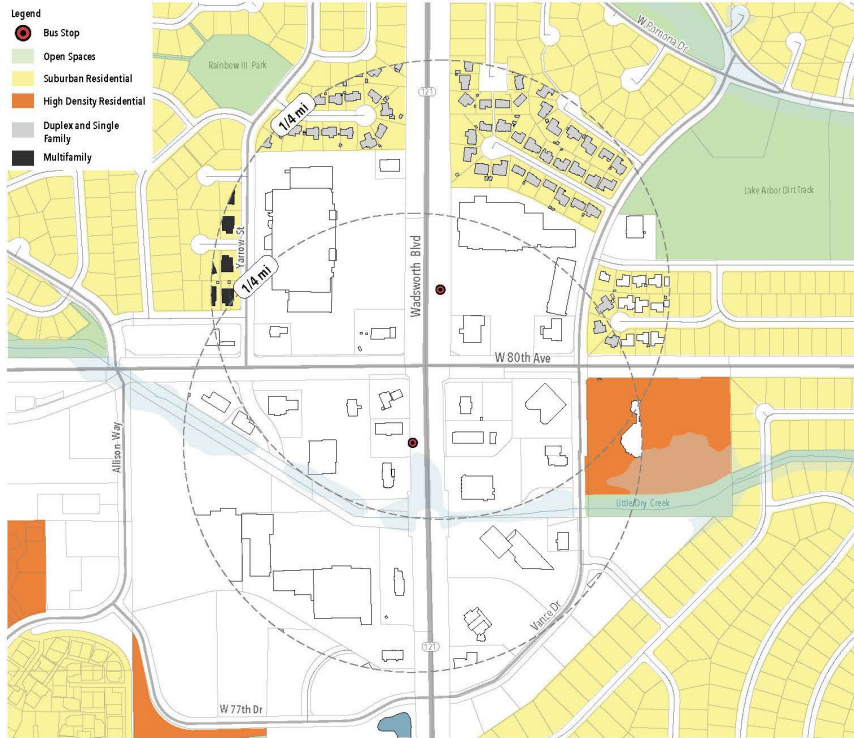 Legend
Bus Stop
Open Spaces
Suburban Residential
High Density Residential
Duplex and Single
Family
Multifamily
Rainbow III Park
W Pomona Dr
121
1/4 mi
Lake Arbor Dirt Track
Yarrow St
1/4 mi
Wadsworth Blvd
W 80th Ave
Allison Way
Little Dry Creek
Vance Dr
121
W 77th Dr